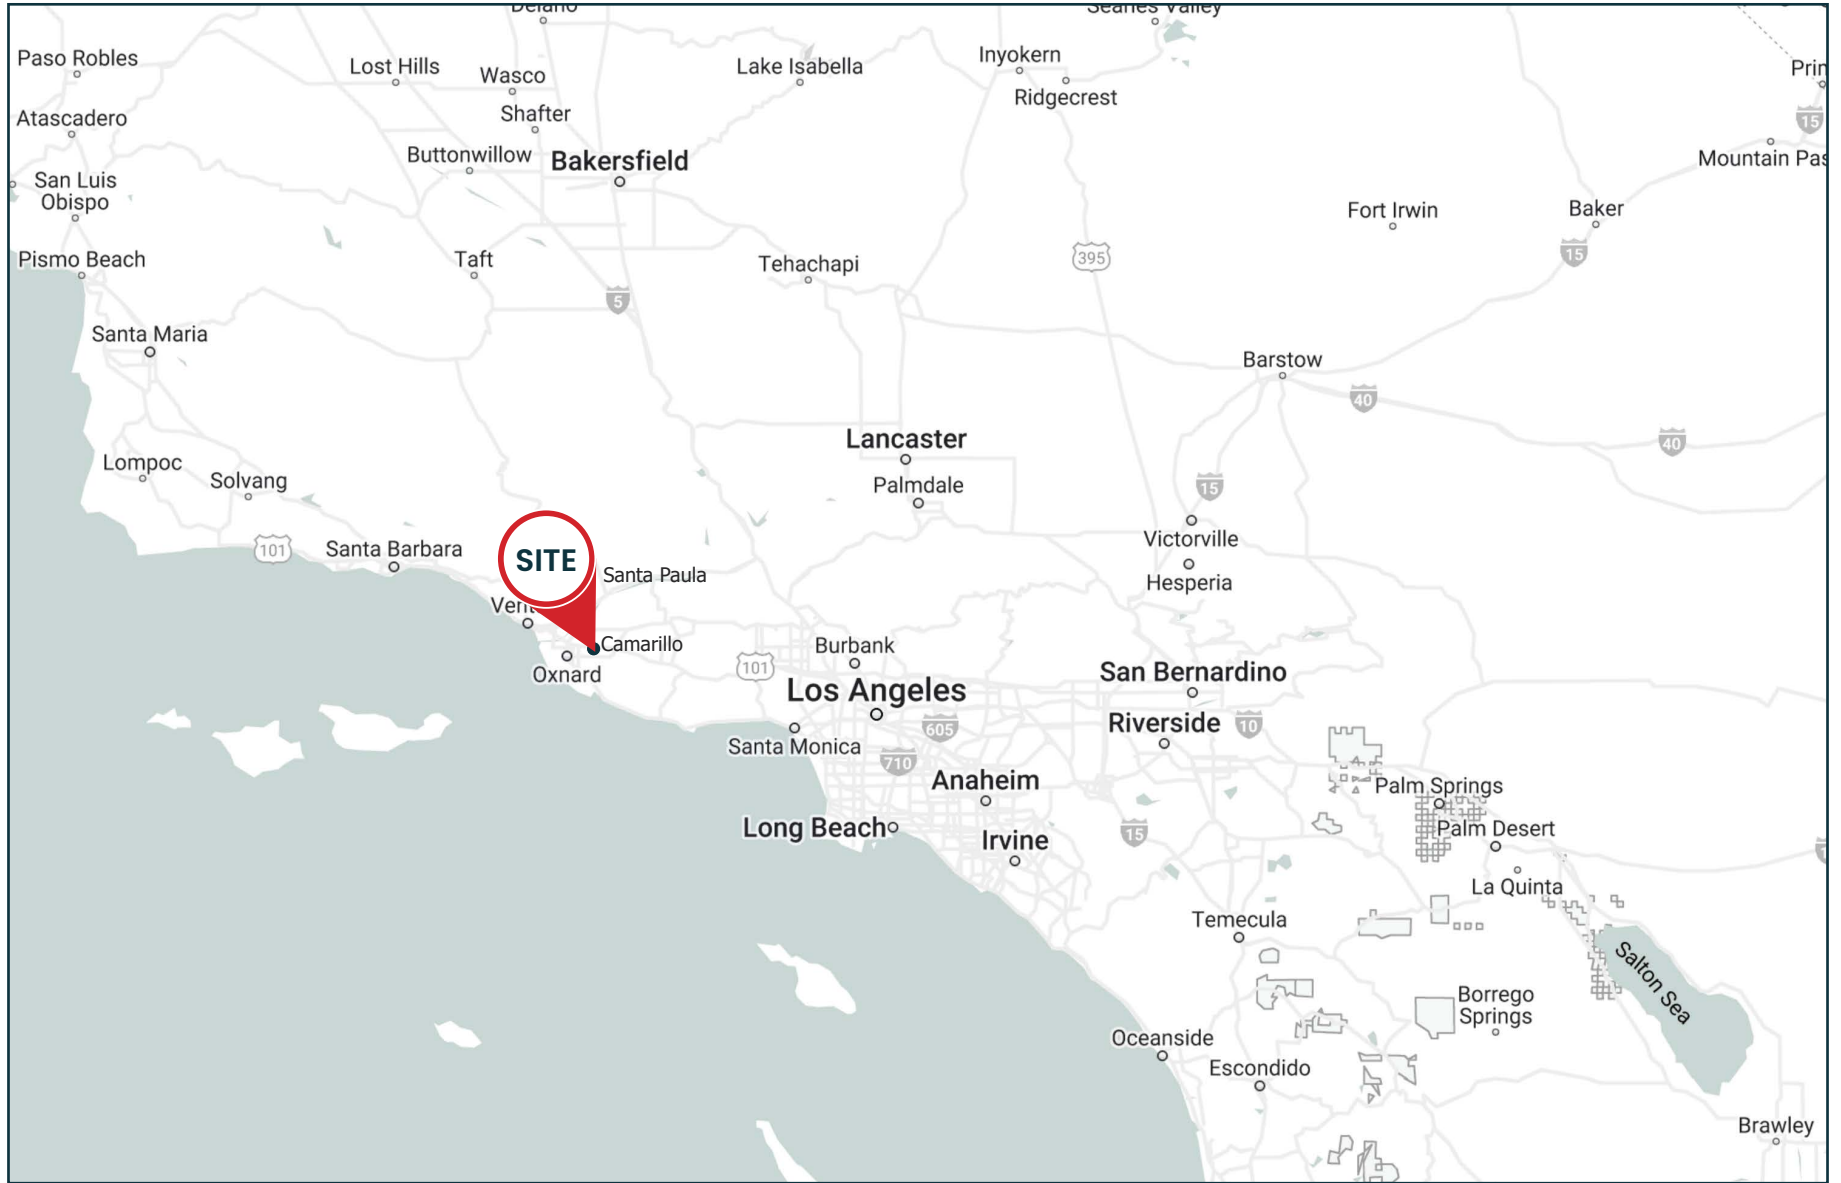 Delano
Searles Valley
Paso Robles
Lost Hills
Wasco
Lake Isabella
Inyokern
Ridgecrest
15
Atascadero
Shafter
Buttonwillow
Bakersfield
Mountain Pas
San Luis
Obispo
Fort Irwin
Baker
15
Pismo Beach
Taft
Tehachapi
395
5
Santa Maria
Barstow
40
40
Lancaster
Lompoc
Solvang
Palmdale
15
Victorville
Hesperia
101
Santa Barbara
SITE
Santa Paula
Camarillo
Oxnard
101
Burbank
Los Angeles
San Bernardino
Riverside
10
605
Santa Monica
710
Anaheim
Palm Springs
Long Beach
Irvine
15
Palm Desert
La Quinta
Temecula
Salton Sea
Borrego
Springs
Oceanside
Escondido
Brawley